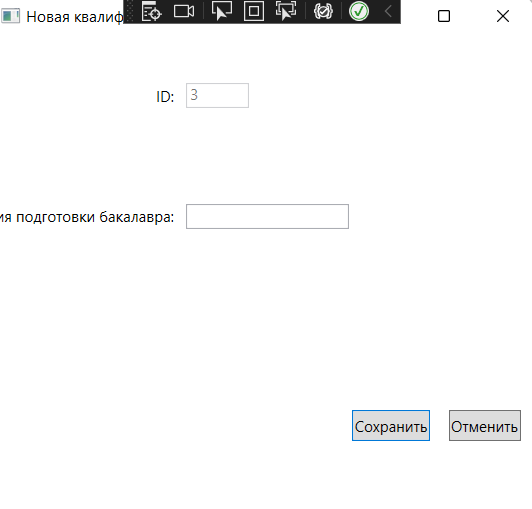 Новая квалиф
ID: 3
ия подготовки бакалавра:
Сохранить Отменить